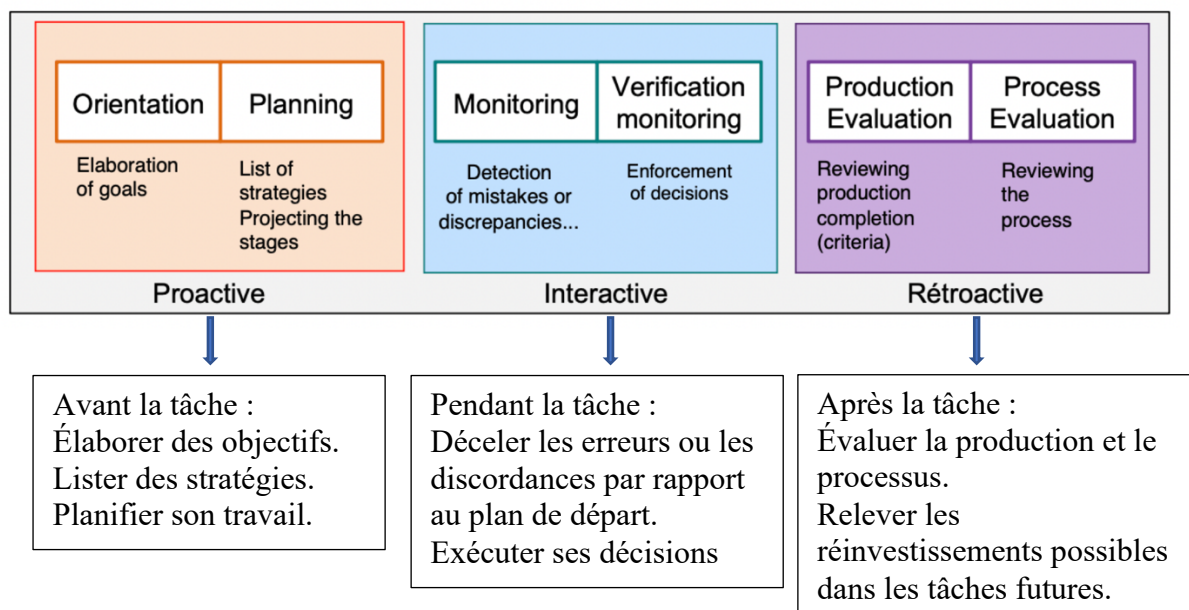 Orientation
Planning
Elaboration
of goals
List of
strategies
Projecting the
stages
Proactive
Monitoring
Verification
monitoring
Detection
of mistakes or
discrepancies...
Enforcement
of decisions
Interactive
Production
Evaluation
Process
Evaluation
Reviewing
production
completion
(criteria)
Reviewing
the
process
Rétroactive
Avant la tâche :
Élaborer des objectifs.
Lister des stratégies.
Planifier son travail.
Pendant la tâche :
Déceler les erreurs ou les
discordances par rapport
au plan de départ.
Exécuter ses décisions
Après la tâche :
Évaluer la production et le
processus.
Relever les
réinvestissements possibles
dans les tâches futures.